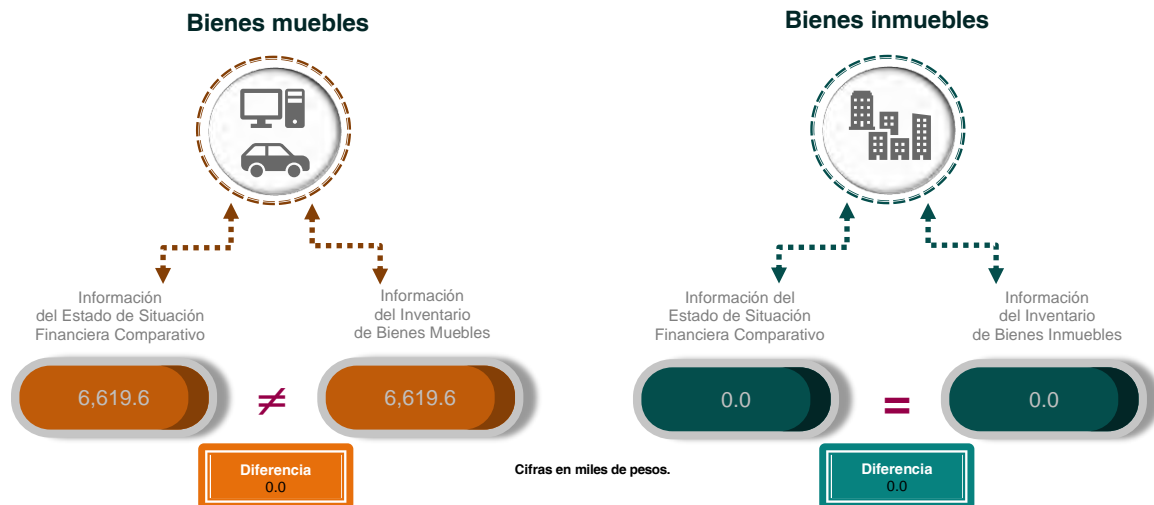 Bienes muebles
Información
del Estado de Situación
Financiera Comparativo
Información
del Inventario
de Bienes Muebles
6,619.6
≠
6,619.6
Diferencia
0.0
Cifras en miles de pesos.
Bienes inmuebles
Información del
Estado de Situación
Financiera Comparativo
Información
del Inventario
de Bienes Inmuebles
0.0
=
0.0
Diferencia
0.0